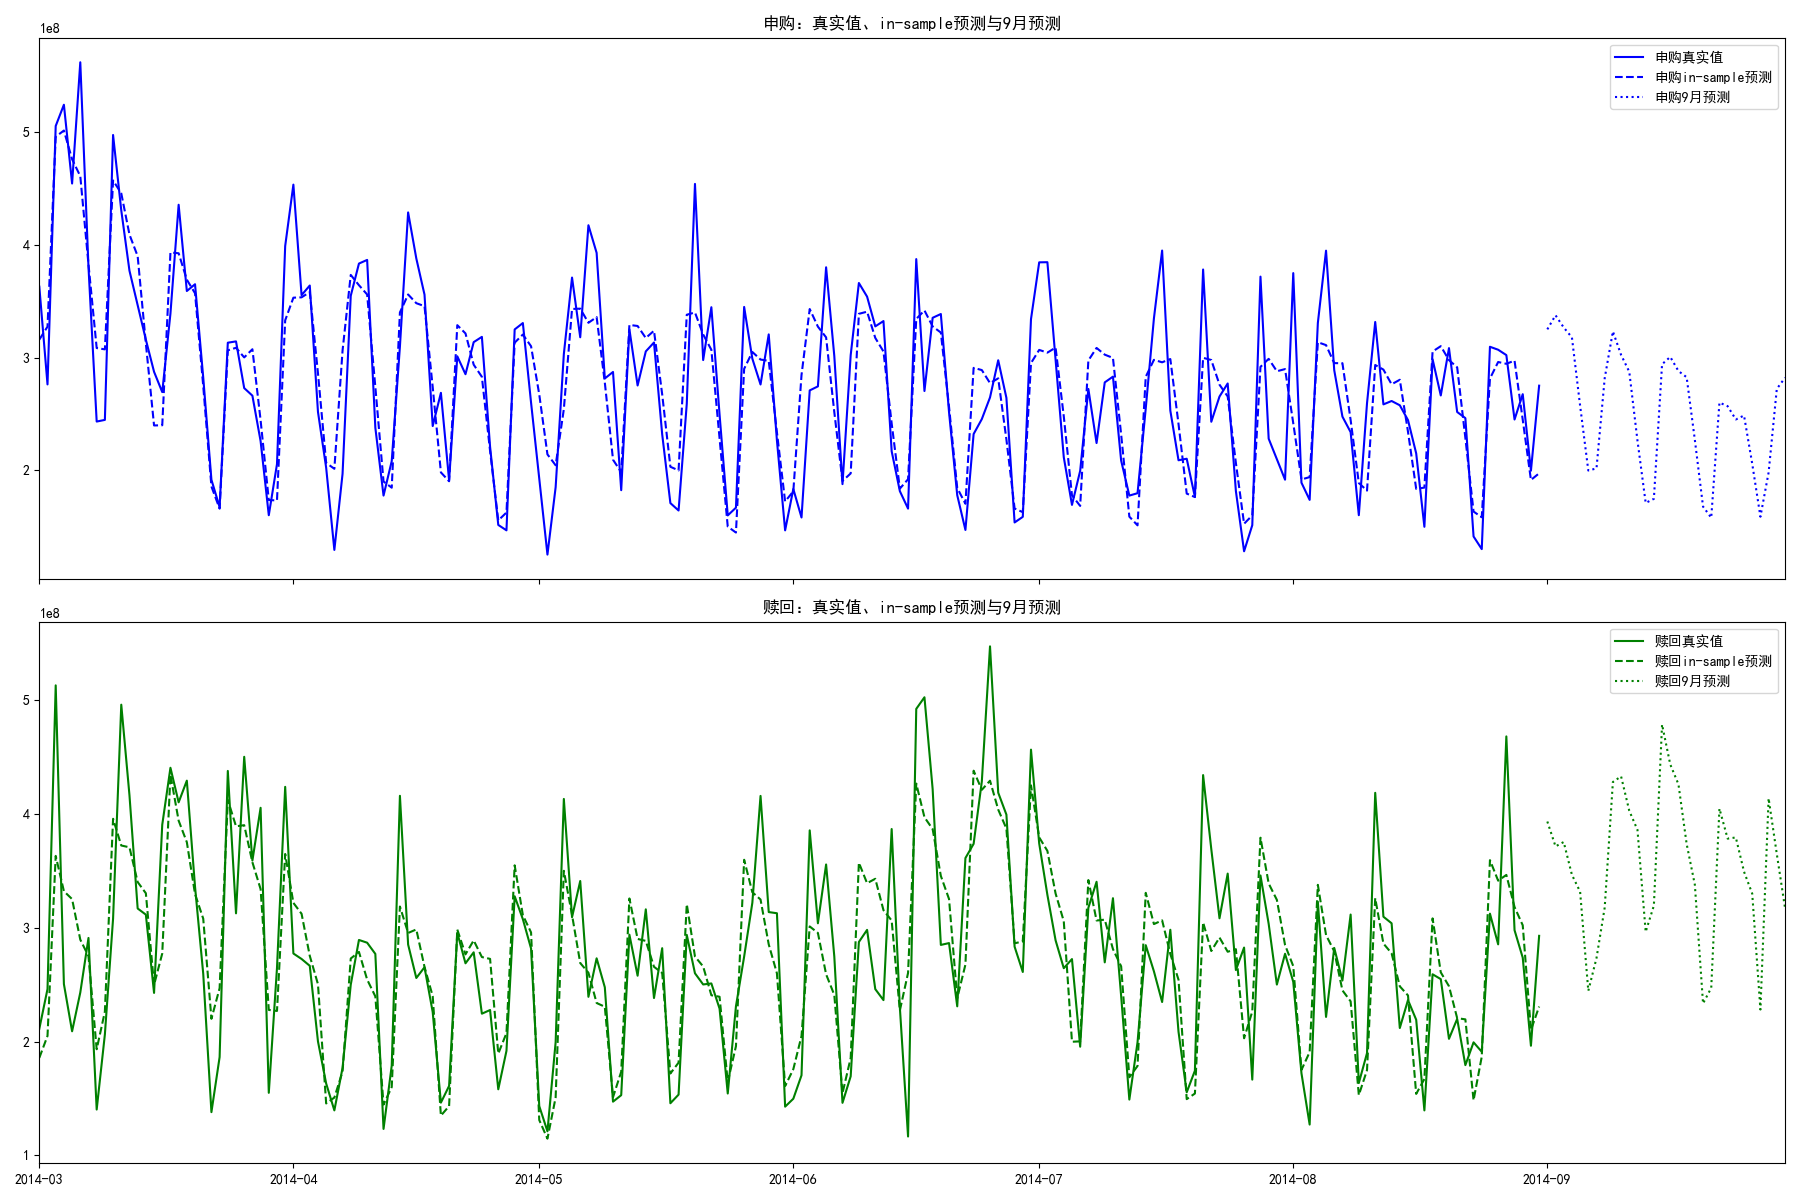 申购：真实值、in-sample预测与9月预测
1e8
申购真实值
申购in-sample预测
申购9月预测
5
4
3
2
赎回：真实值、in-sample预测与9月预测
1e8
赎回真实值
赎回in-sample预测
赎回9月预测
5
4
3
2
1
2014-03
2014-04
2014-05
2014-06
2014-07
2014-08
2014-09